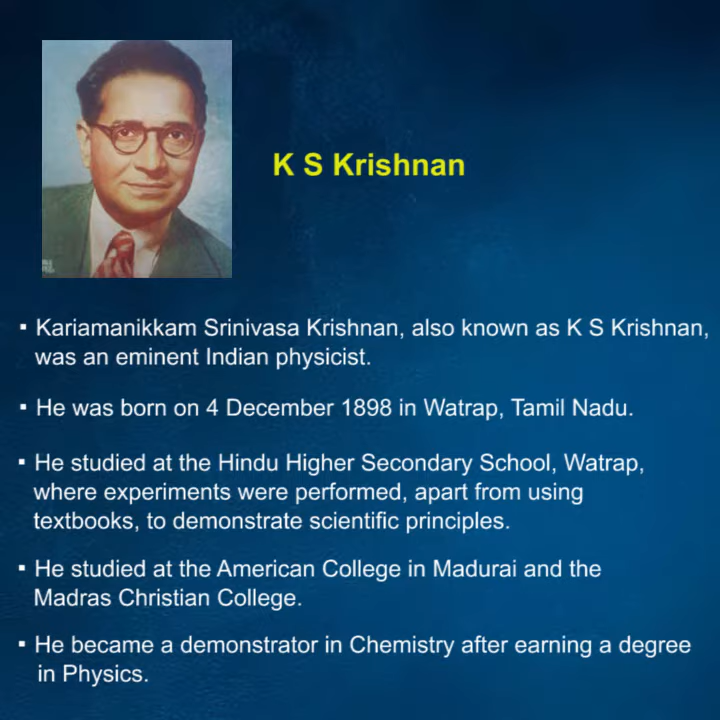 K S Krishnan
▪ Kariamanikkam Srinivasa Krishnan, also known as K S Krishnan,
was an eminent Indian physicist.
▪ He was born on 4 December 1898 in Watrap, Tamil Nadu.
▪ He studied at the Hindu Higher Secondary School, Watrap,
where experiments were performed, apart from using
textbooks, to demonstrate scientific principles.
▪ He studied at the American College in Madurai and the
Madras Christian College.
▪ He became a demonstrator in Chemistry after earning a degree
in Physics.